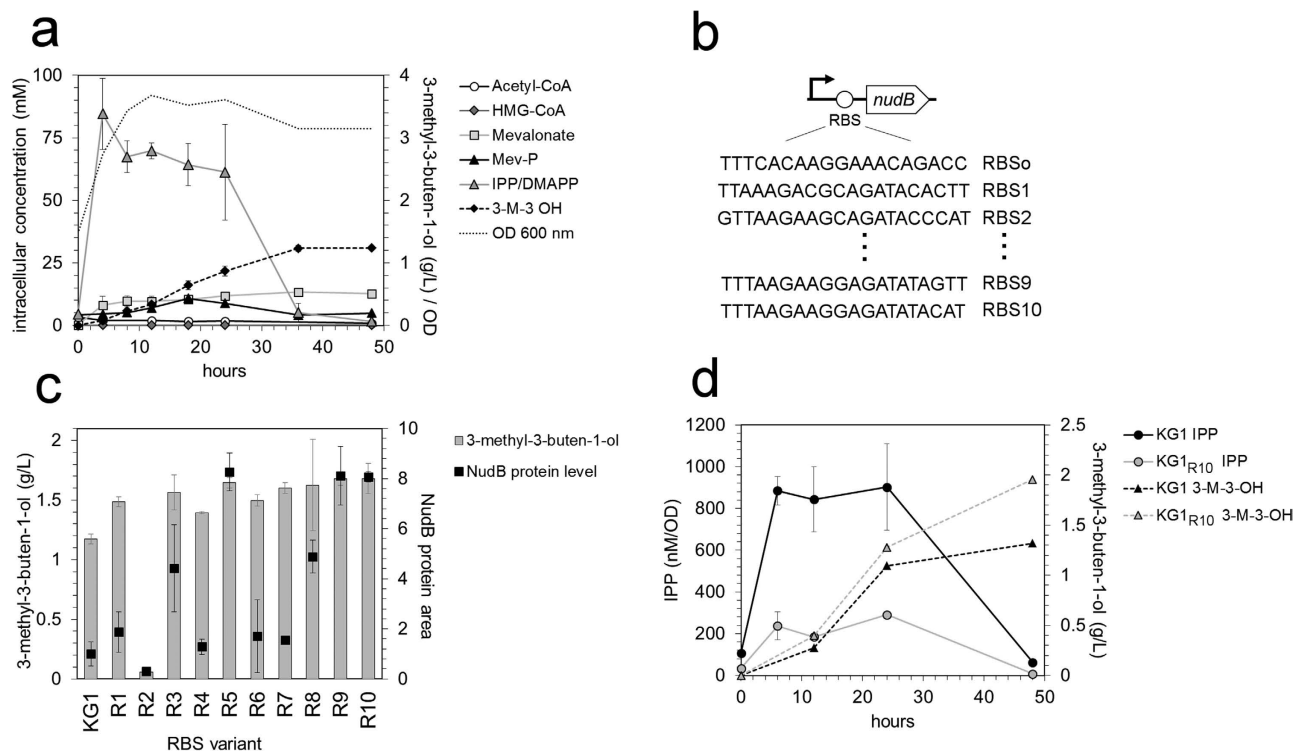 a
100
75
50
25
0
intracellular concentration (mM)
4
3
2
1
0
3-methyl-3-buten-1-ol (g/L) / OD
0 10 20 30 40 50
hours
Acetyl-CoA
HMG-CoA
Mevalonate
Mev-P
IPP/DMAPP
3-M-3 OH
OD 600 nm
b
nudB
RBS
TTTCACAAGGAAACAGACC RBSo
TTAAAGACGCAGATACACTT RBS1
GTTAAGAAGCAGATACCCAT RBS2
TTTAAGAAGGAGATATAGTT RBS9
TTTAAGAAGGAGATATACAT RBS10
c
2
1.5
1
0.5
0
3-methyl-3-buten-1-ol (g/L)
10
8
6
4
2
0
NudB protein area
KG1 R1 R2 R3 R4 R5 R6 R7 R8 R9 R10
RBS variant
3-methyl-3-buten-1-ol
NudB protein level
d
1200
1000
800
600
400
200
0
IPP (nM/OD)
2.5
2
1.5
1
0.5
0
3-methyl-3-buten-1-ol (g/L)
0 10 20 30 40 50
hours
KG1 IPP
KG1R10 IPP
KG1 3-M-3-OH
KG1R10 3-M-3-OH